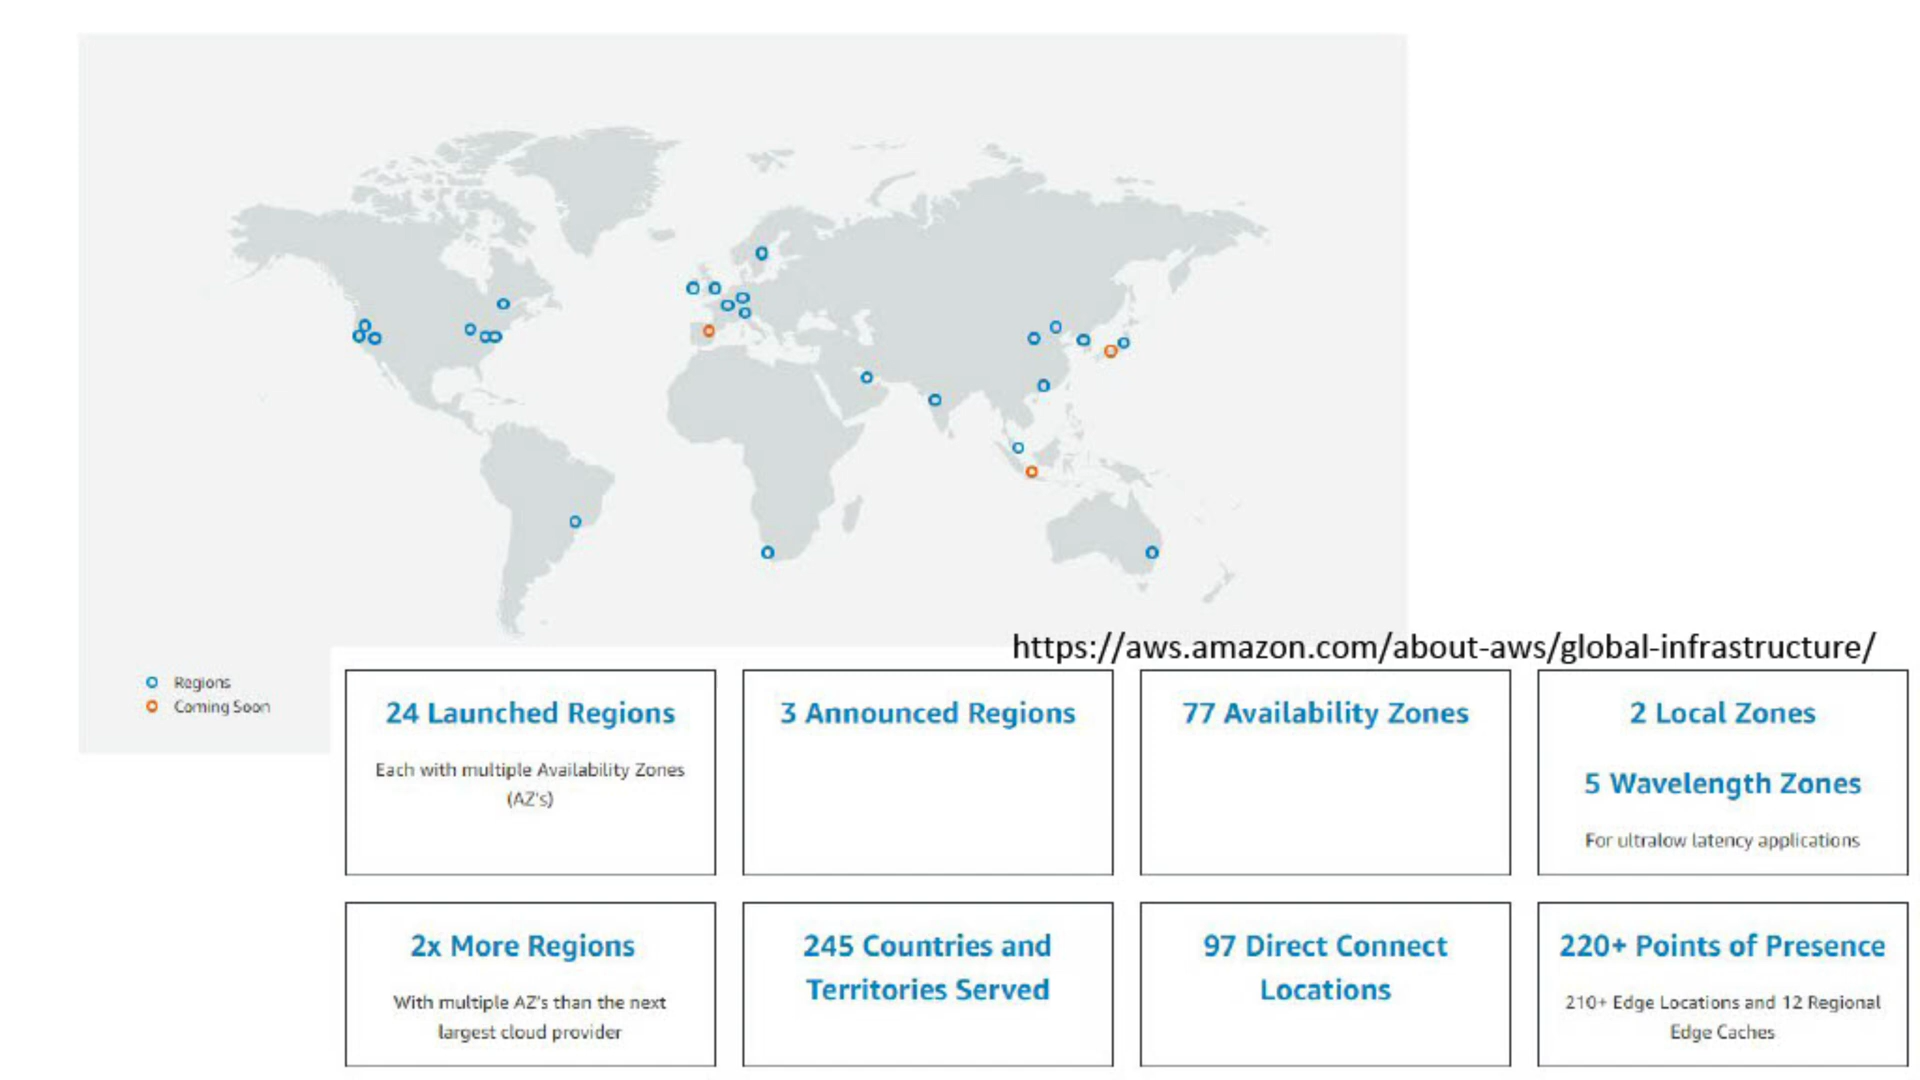 https://aws.amazon.com/about-aws/global-infrastructure/
Regions
Coming Soon
24 Launched Regions
Each with multiple Availability Zones
(AZ's)
3 Announced Regions
77 Availability Zones
2 Local Zones
5 Wavelength Zones
For ultralow latency applications
2x More Regions
With multiple AZ's than the next
largest cloud provider
245 Countries and
Territories Served
97 Direct Connect
Locations
220+ Points of Presence
210+ Edge Locations and 12 Regional
Edge Caches